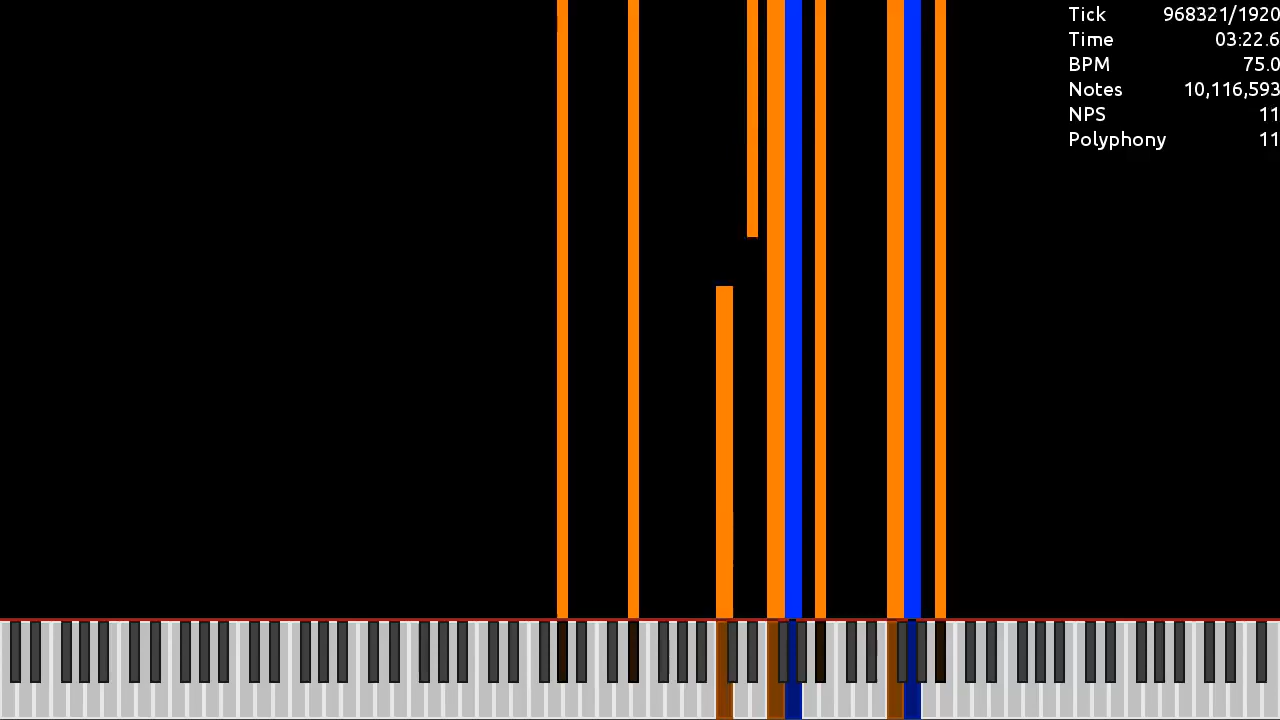 Tick 968321/1920
Time 03:22.6
BPM 75.0
Notes 10,116,593
NPS 11
Polyphony 11